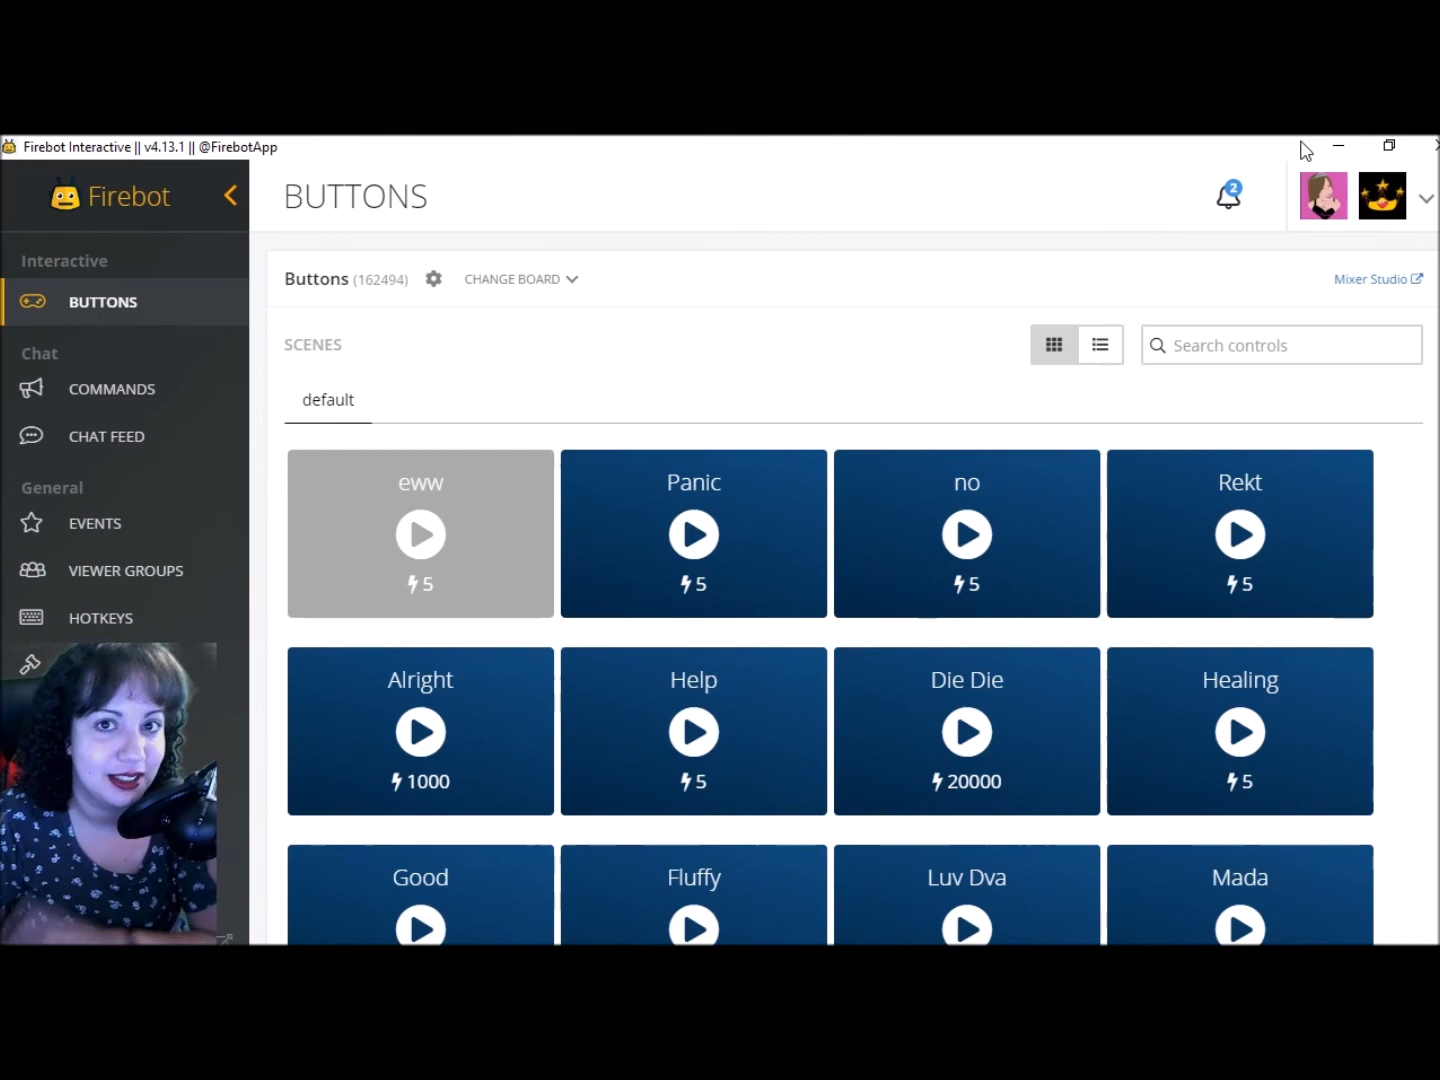 Firebot Interactive || v4.13.1 || @FirebotApp
Firebot
BUTTONS
2
Interactive
BUTTONS
Chat
COMMANDS
CHAT FEED
General
EVENTS
VIEWER GROUPS
HOTKEYS
Buttons (162494)
CHANGE BOARD
Mixer Studio
SCENES
Search controls
default
eww
Panic
no
Rekt
5
5
5
5
Alright
Help
Die Die
Healing
1000
5
20000
5
Good
Fluffy
Luv Dva
Mada